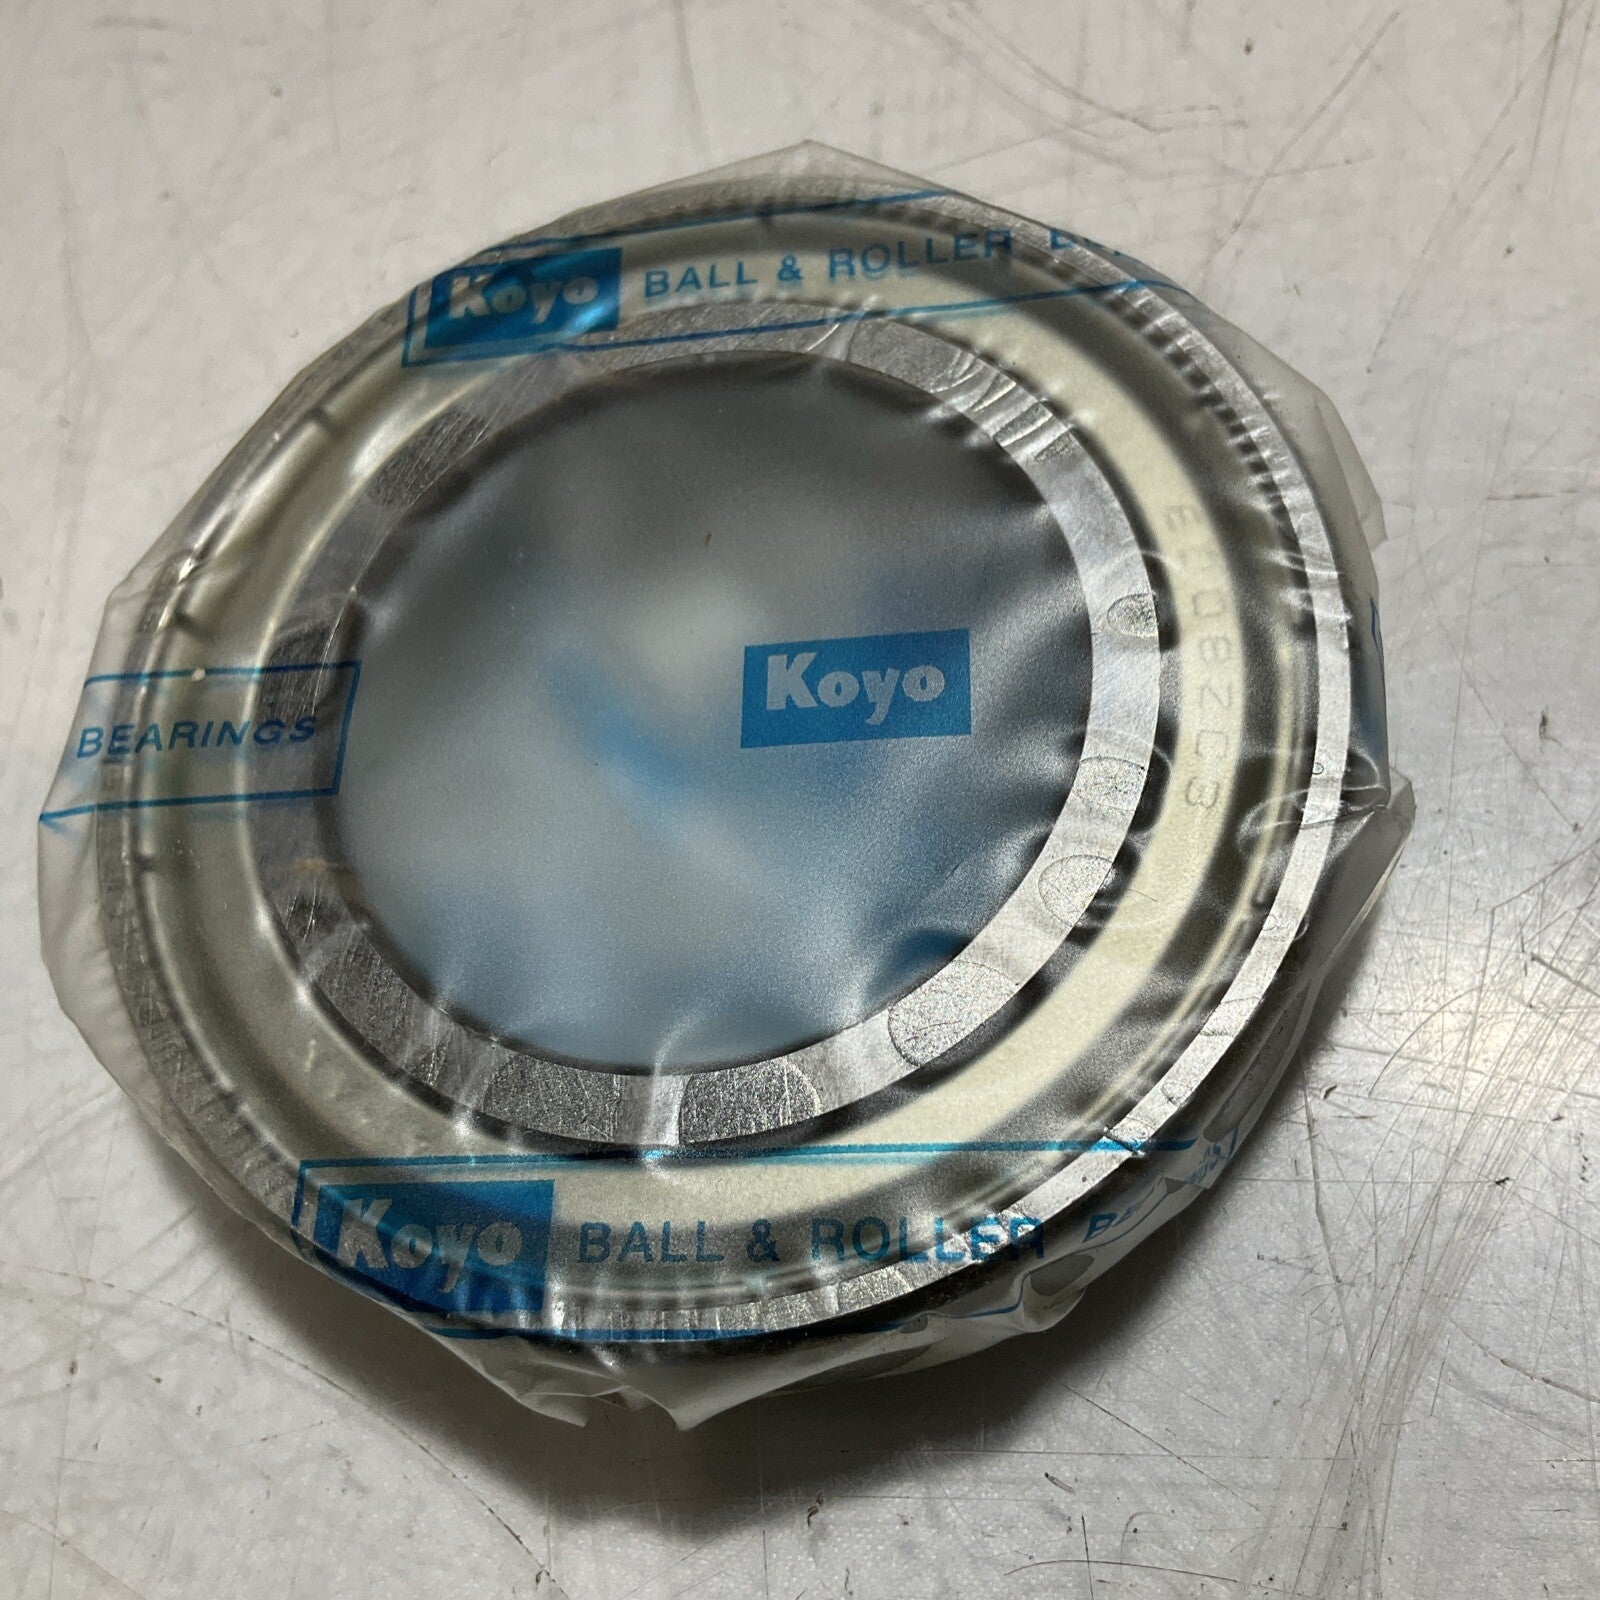 Koyo BALL & ROLLER
Koyo
BEARINGS
Koyo BALL & ROLLER